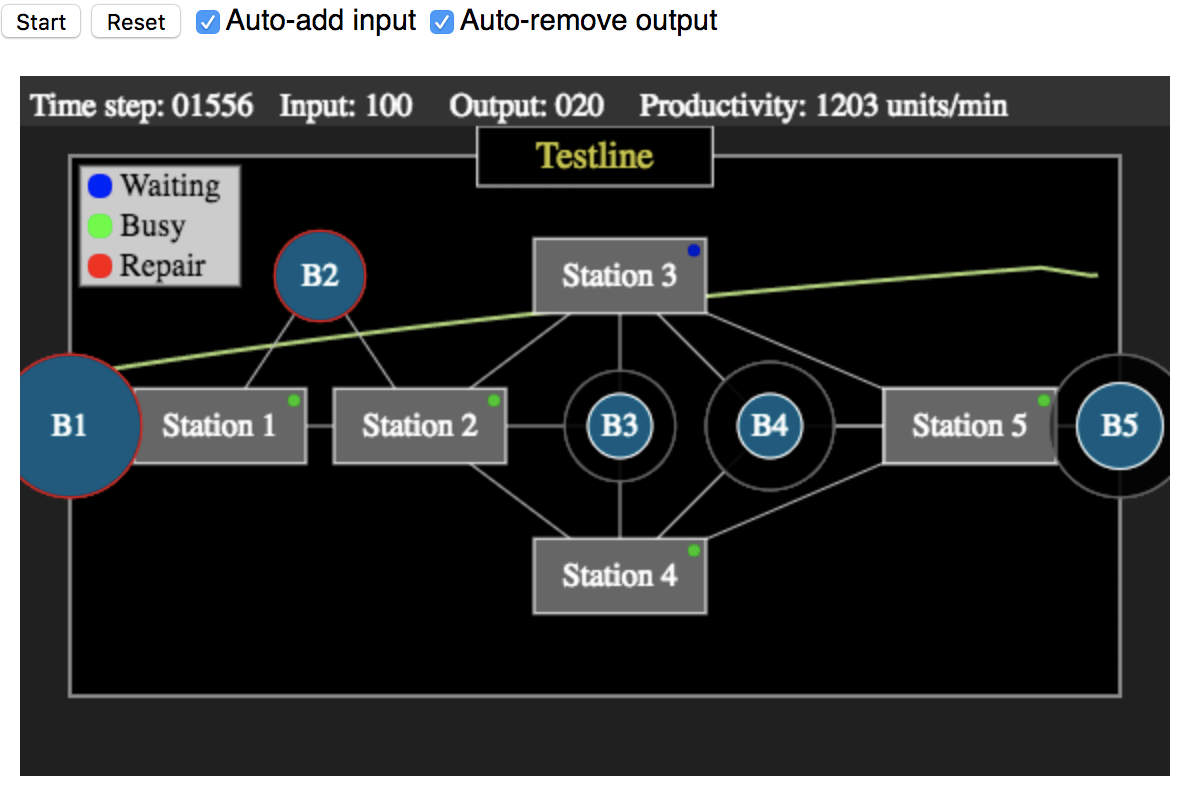 Start Reset Auto-add input Auto-remove output
Time step: 01556 Input: 100 Output: 020 Productivity: 1203 units/min
Testline
Waiting
Busy
Repair
B2
Station 3
B1
Station 1
Station 2
B3
B4
Station 5
B5
Station 4